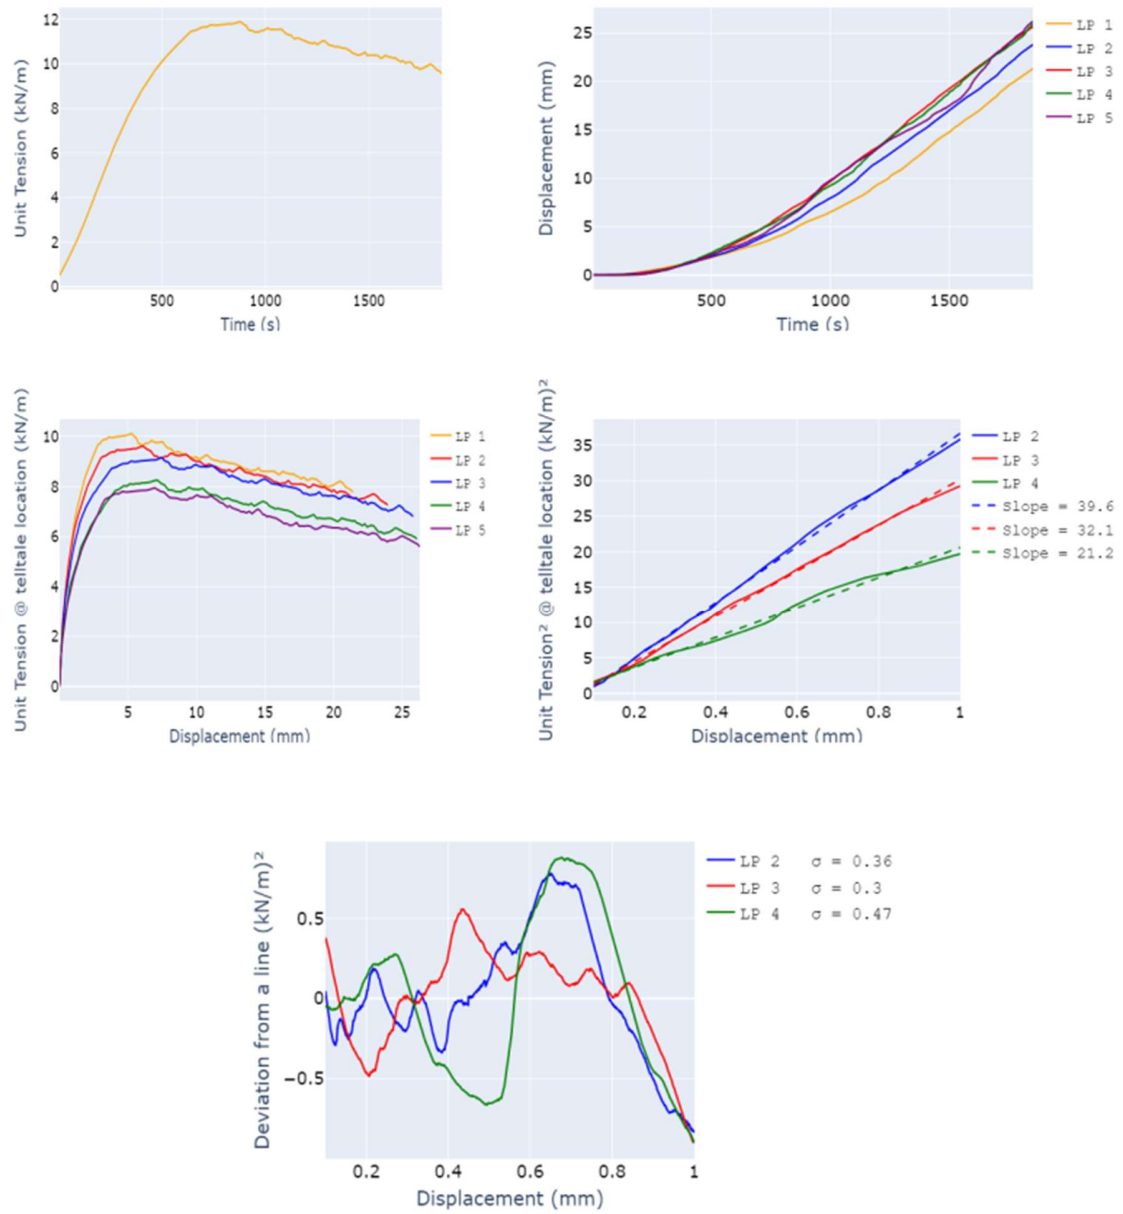 Unit Tension (kN/m)
12
10
8
6
4
2
0
500
1000
1500
Time (s)
Displacement (mm)
25
20
15
10
5
0
500
1000
1500
Time (s)
LP 1
LP 2
LP 3
LP 4
LP 5
Unit Tension @ telltale location (kN/m)
10
8
6
4
2
0
5
10
15
20
25
Displacement (mm)
LP 1
LP 2
LP 3
LP 4
LP 5
Unit Tension² @ telltale location (kN/m)²
35
30
25
20
15
10
5
0
0.2
0.4
0.6
0.8
1
Displacement (mm)
LP 2
LP 3
LP 4
Slope = 39.6
Slope = 32.1
Slope = 21.2
Deviation from a line (kN/m)²
0.5
0
−0.5
0.2
0.4
0.6
0.8
1
Displacement (mm)
LP 2 σ = 0.36
LP 3 σ = 0.3
LP 4 σ = 0.47